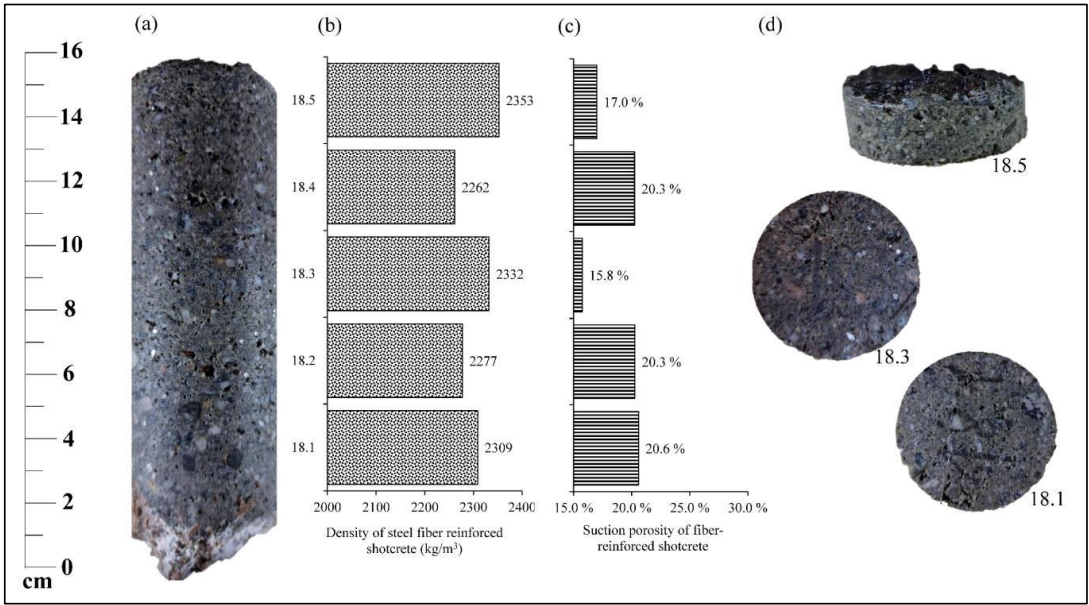 (a)
(b)
(c)
(d)
16
14
12
10
8
6
4
2
0
cm
18.5
18.4
18.3
18.2
18.1
2353
2262
2332
2277
2309
2000 2100 2200 2300 2400
Density of steel fiber reinforced
shotcrete (kg/m³)
17.0 %
20.3 %
15.8 %
20.3 %
20.6 %
15.0 % 20.0 % 25.0 % 30.0 %
Suction porosity of fiber-
reinforced shotcrete
18.5
18.3
18.1